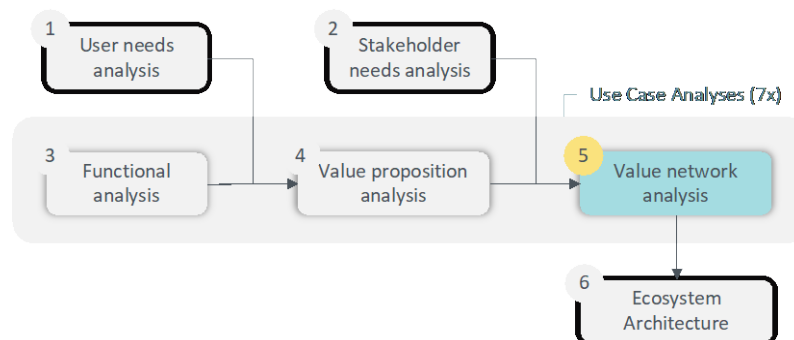 1
User needs
analysis
2
Stakeholder
needs analysis
Use Case Analyses (7x)
3
Functional
analysis
4
Value proposition
analysis
5
Value network
analysis
6
Ecosystem
Architecture